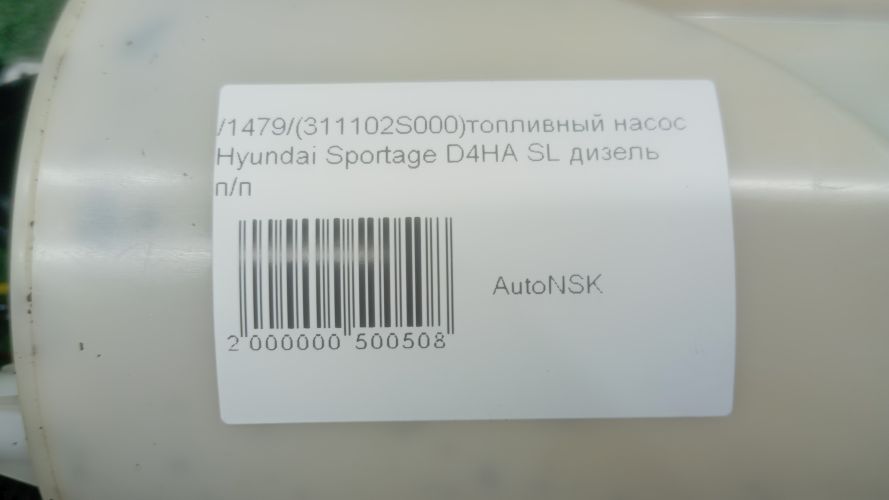 /1479/(311102S000)топливный насос
Hyundai Sportage D4HA SL дизель
п/п
AutoNSK
2 000000 500508